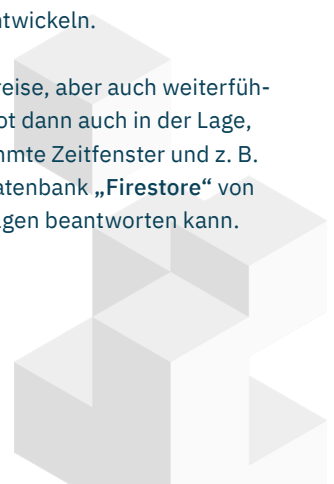 ntwickeln.
reise, aber auch weiterfüh-
ot dann auch in der Lage,
mmte Zeitfenster und z. B.
atenbank „Firestore“ von
agen beantworten kann.